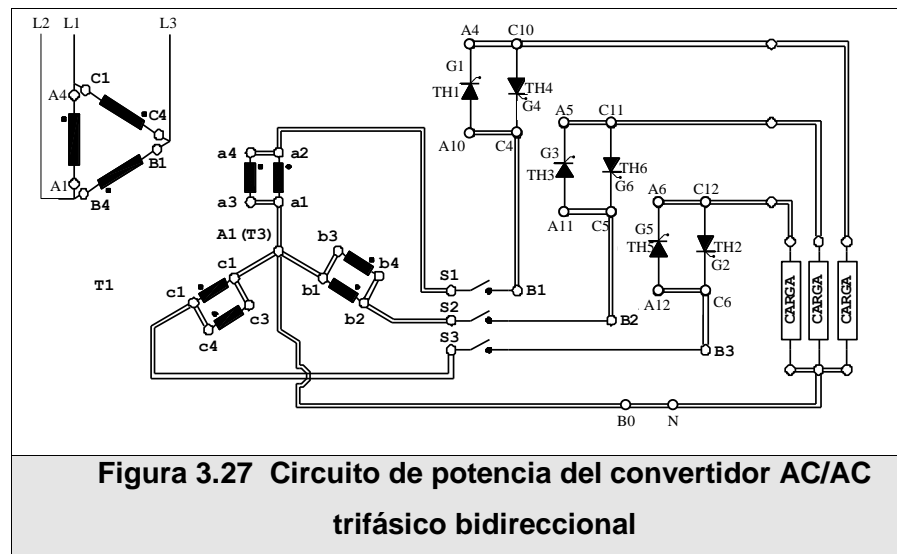 L2 L1 L3
A4 C10
C1
G1
TH1 TH4
G4
A4
C4
A5 C11
A10 C4
B1
a4 a2
G3
TH3 TH6
G6
A1
B4
a3 a1
A6 C12
A11 C5
A1(T3)
b3
G5
TH5 TH2
G2
c1
b4
S1
T1
c1
b1
B1
A12 C6
CARGA CARGA CARGA
c3
b2
S2
B2
c4
S3
B3
B0 N
Figura 3.27 Circuito de potencia del convertidor AC/AC
trifásico bidireccional